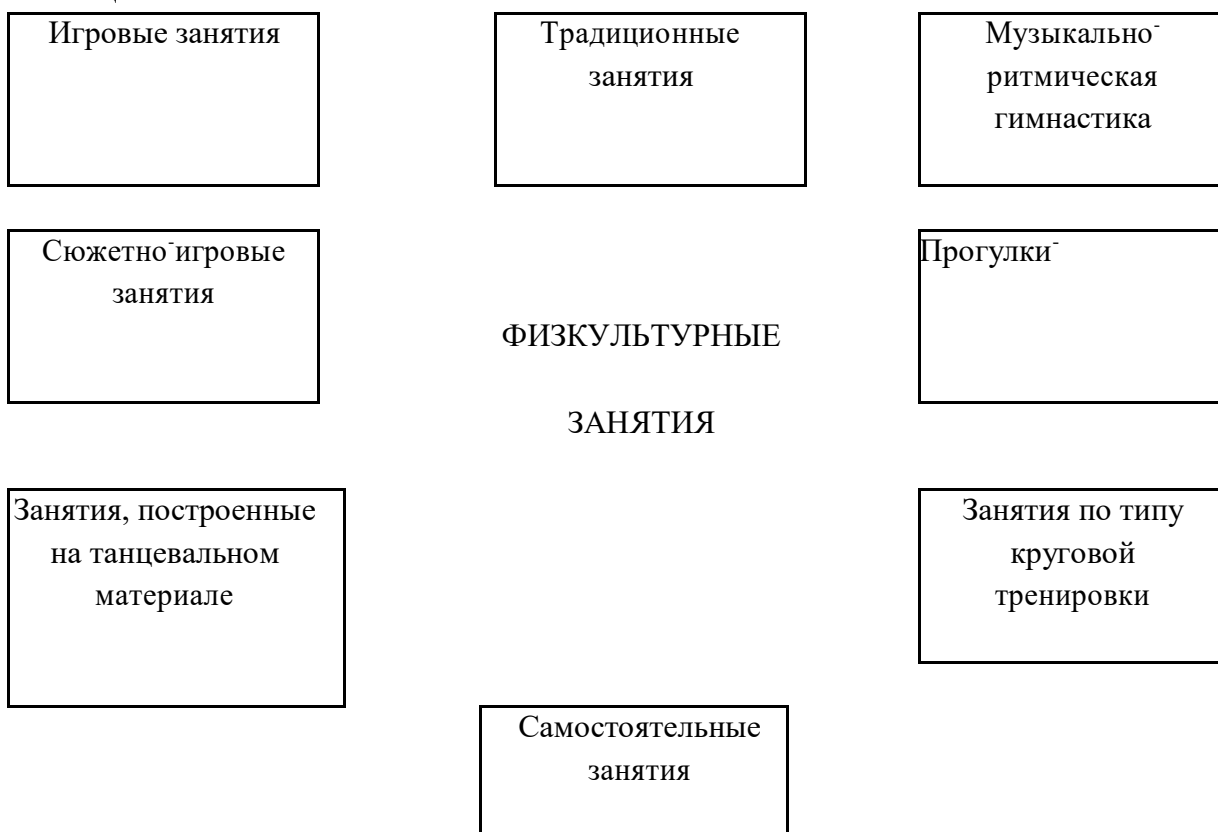 Игровые занятия
Традиционные
занятия
Музыкально-
ритмическая
гимнастика
Сюжетно-игровые
занятия
Прогулки-
ФИЗКУЛЬТУРНЫЕ
ЗАНЯТИЯ
Занятия, построенные
на танцевальном
материале
Занятия по типу
круговой
тренировки
Самостоятельные
занятия